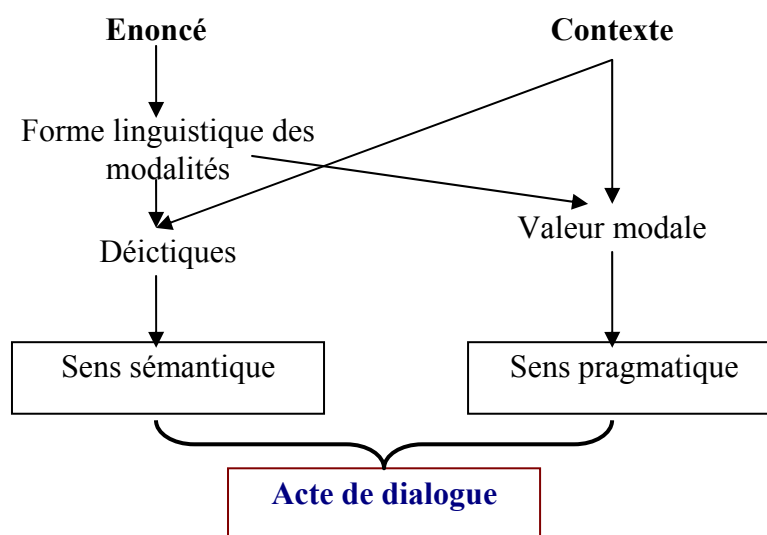 Enoncé
Contexte
Forme linguistique des
modalités
Valeur modale
Déictiques
Sens sémantique
Sens pragmatique
Acte de dialogue